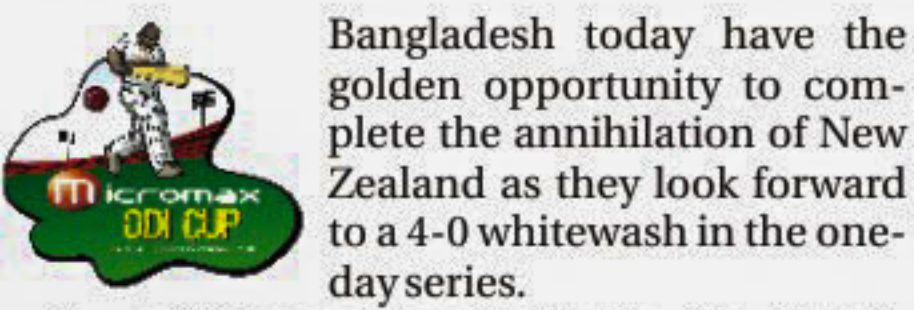 Micromax
ODI CUP
Bangladesh today have the
golden opportunity to com-
plete the annihilation of New
Zealand as they look forward
to a 4-0 whitewash in the one-
day series.